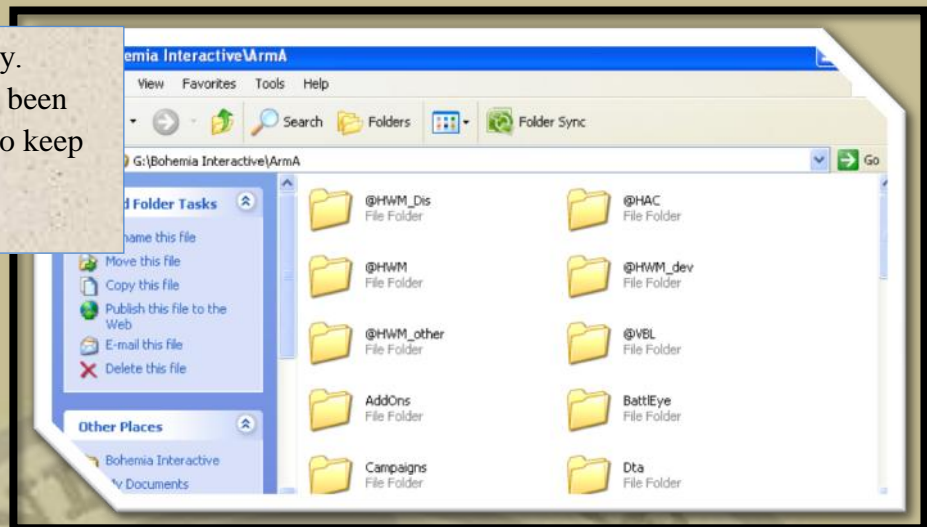 y.
been
o keep
emia Interactive\ArmA
View Favorites Tools Help
Search Folders Folder Sync
G:\Bohemia Interactive\ArmA Go
d Folder Tasks
name this file
Move this file
Copy this file
Publish this file to the
Web
E-mail this file
Delete this file
Other Places
Bohemia Interactive
My Documents
@HWM_Dis
File Folder
@HAC
File Folder
@HWM
File Folder
@HWM_dev
File Folder
@HWM_other
File Folder
@VBL
File Folder
AddOns
File Folder
BattlEye
File Folder
Campaigns
File Folder
Dta
File Folder